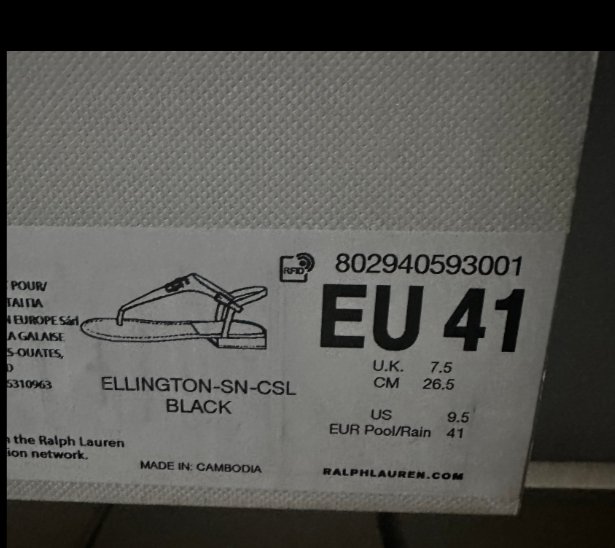 POUR/
TALIʼIA
EUROPE Sàrl
A GALAISE
S-OUATES,
5310963
the Ralph Lauren
ion network.
ELLINGTON-SN-CSL
BLACK
MADE IN: CAMBODIA
RFID
802940593001
EU 41
U.K. 7.5
CM 26.5
US 9.5
EUR Pool/Rain 41
RALPHLAUREN.COM